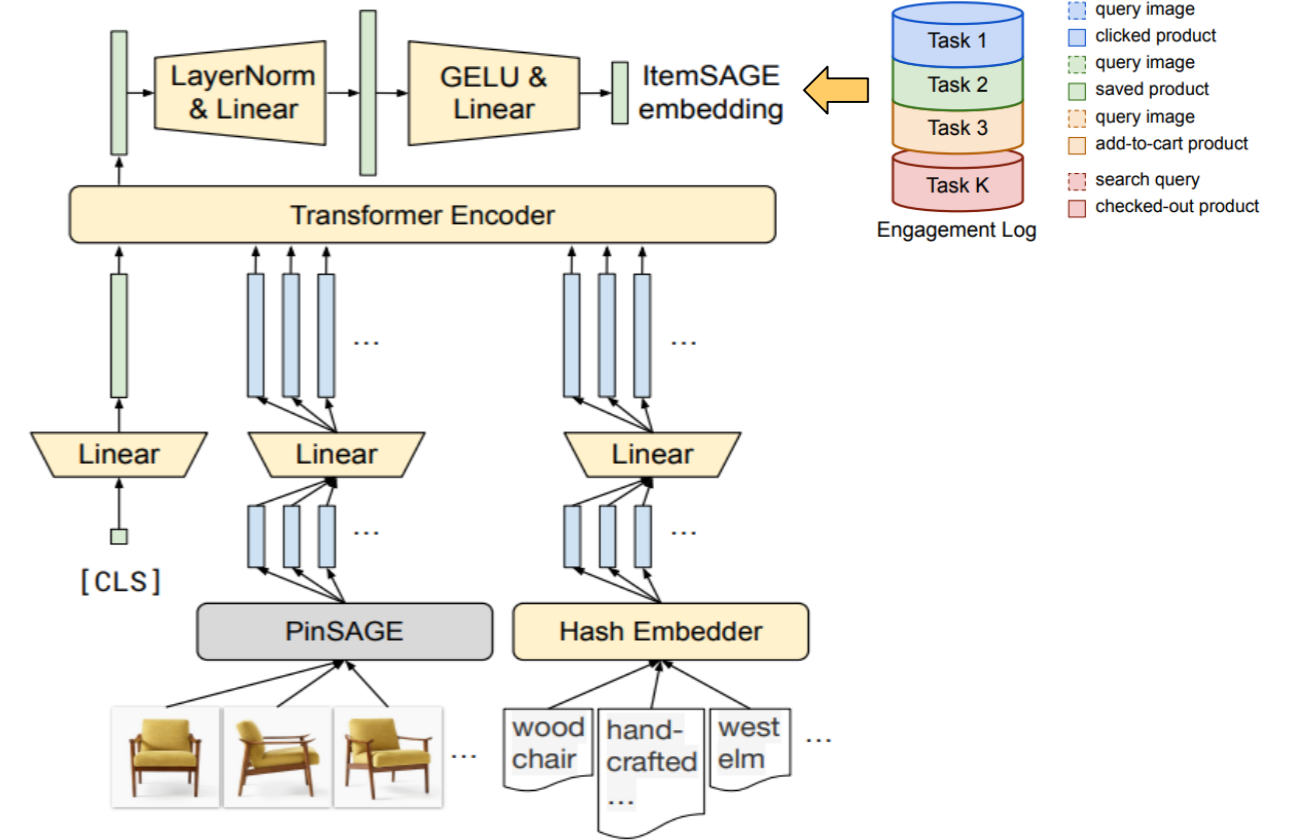 LayerNorm
& Linear
GELU &
Linear
ItemSAGE
embedding
Task 1
Task 2
Task 3
Task K
Engagement Log
query image
clicked product
query image
saved product
query image
add-to-cart product
search query
checked-out product
Transformer Encoder
...
...
Linear
Linear
Linear
...
...
[CLS]
PinSAGE
Hash Embedder
...
wood
chair
hand-
crafted
...
west
elm
...